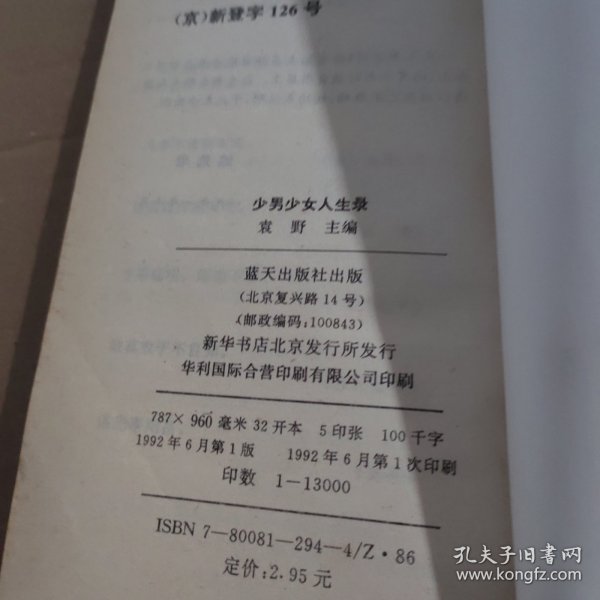 (京)新登字 126 号
少男少女人生录
袁 野 主编
蓝天出版社出版
(北京复兴路 14 号)
(邮政编码:100843)
新华书店北京发行所发行
华利国际合营印刷有限公司印刷
787× 960 毫米 32 开本 5 印张 100 千字
1992 年 6 月第 1 版 1992 年 6 月第 1 次印刷
印数 1-13000
ISBN 7—80081—294—4/Z·86
定价:2.95 元
孔夫子旧书网
www.kongfz.com